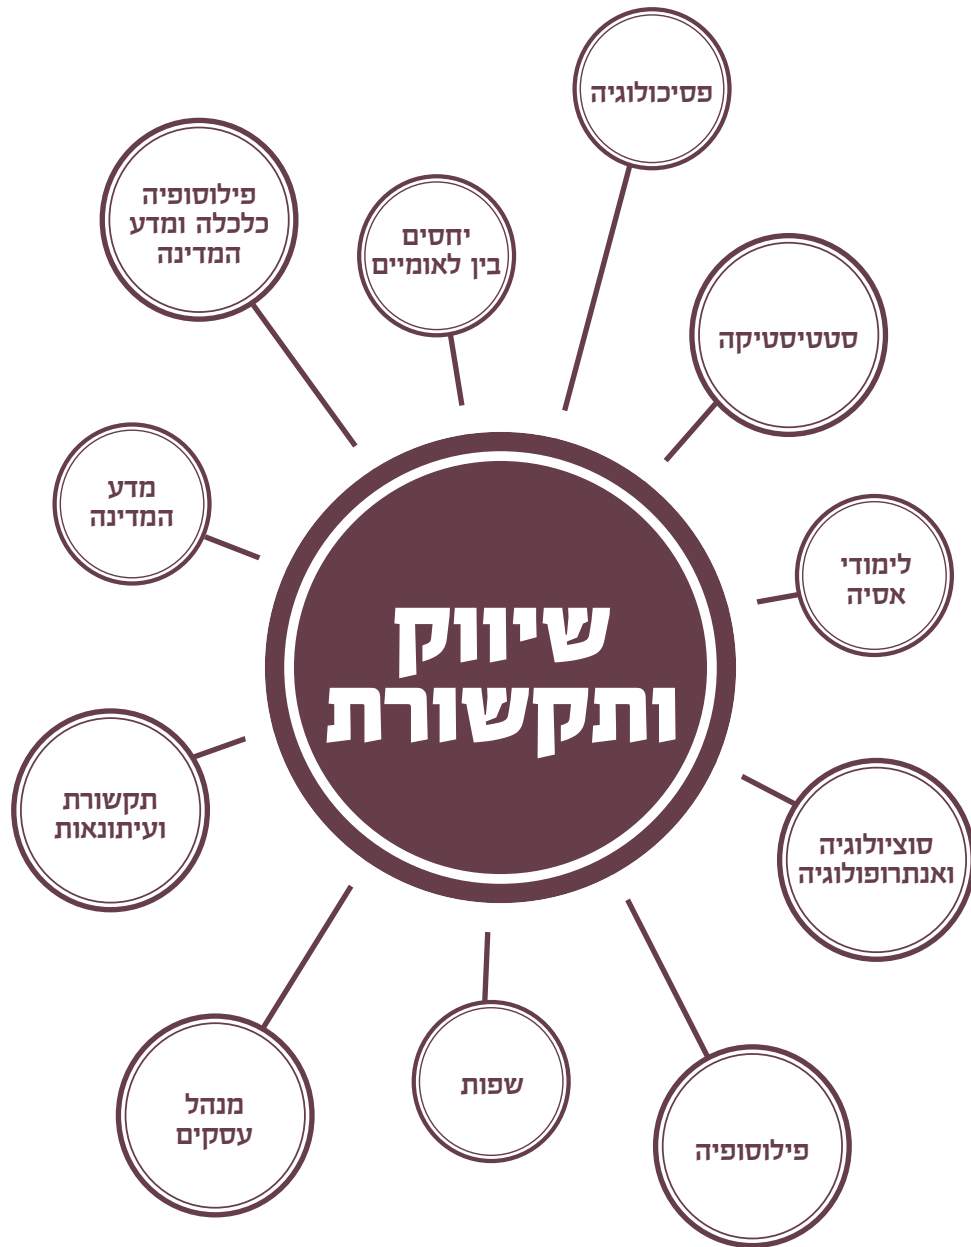 פסיכולוגיה
פילוסופיה
כלכלה ומדע
המדינה
יחסים
בין לאומיים
סטטיסטיקה
מדע
המדינה
לימודי
אסיה
שיווק
ותקשורת
תקשורת
ועיתונאות
סוציולוגיה
ואנתרופולוגיה
מנהל
עסקים
שפות
פילוסופיה